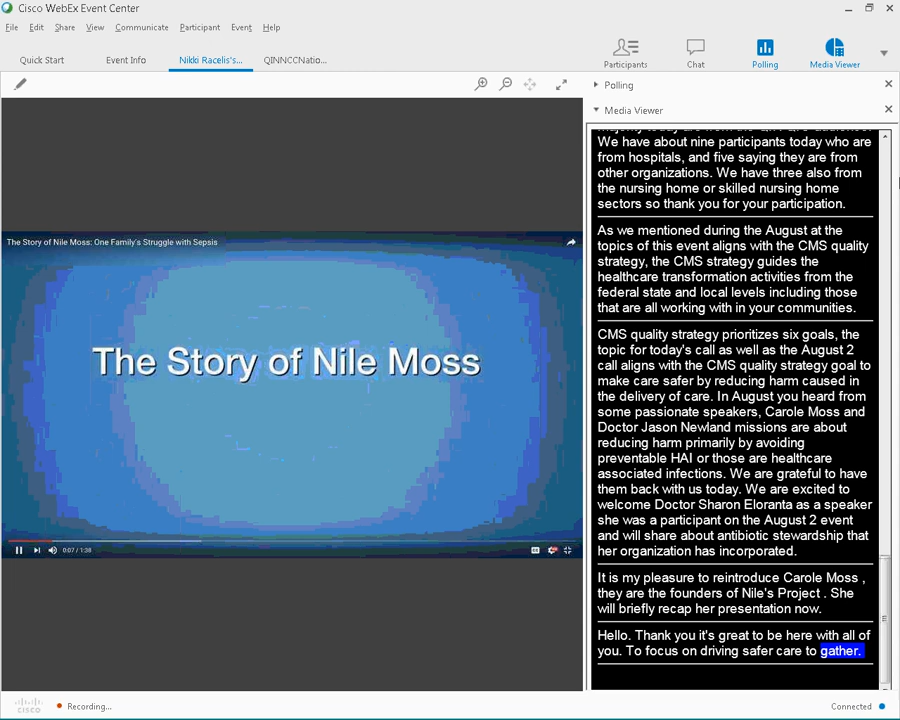 Cisco WebEx Event Center
File Edit Share View Communicate Participant Event Help
Quick Start Event Info Nikki Racelis's... QINNCCNatio...
Participants Chat Polling Media Viewer
Polling
Media Viewer
The Story of Nile Moss: One Family's Struggle with Sepsis
The Story of Nile Moss
0:07 / 1:38
We have about nine participants today who are
from hospitals, and five saying they are from
other organizations. We have three also from
the nursing home or skilled nursing home
sectors so thank you for your participation.
As we mentioned during the August at the
topics of this event aligns with the CMS quality
strategy, the CMS strategy guides the
healthcare transformation activities from the
federal state and local levels including those
that are all working with in your communities.
CMS quality strategy prioritizes six goals, the
topic for today's call as well as the August 2
call aligns with the CMS quality strategy goal to
make care safer by reducing harm caused in
the delivery of care. In August you heard from
some passionate speakers, Carole Moss and
Doctor Jason Newland missions are about
reducing harm primarily by avoiding
preventable HAI or those are healthcare
associated infections. We are grateful to have
them back with us today. We are excited to
welcome Doctor Sharon Eloranta as a speaker
she was a participant on the August 2 event
and will share about antibiotic stewardship that
her organization has incorporated.
It is my pleasure to reintroduce Carole Moss ,
they are the founders of Nile's Project . She
will briefly recap her presentation now.
Hello. Thank you it's great to be here with all of
you. To focus on driving safer care to gather.
CISCO Recording... Connected